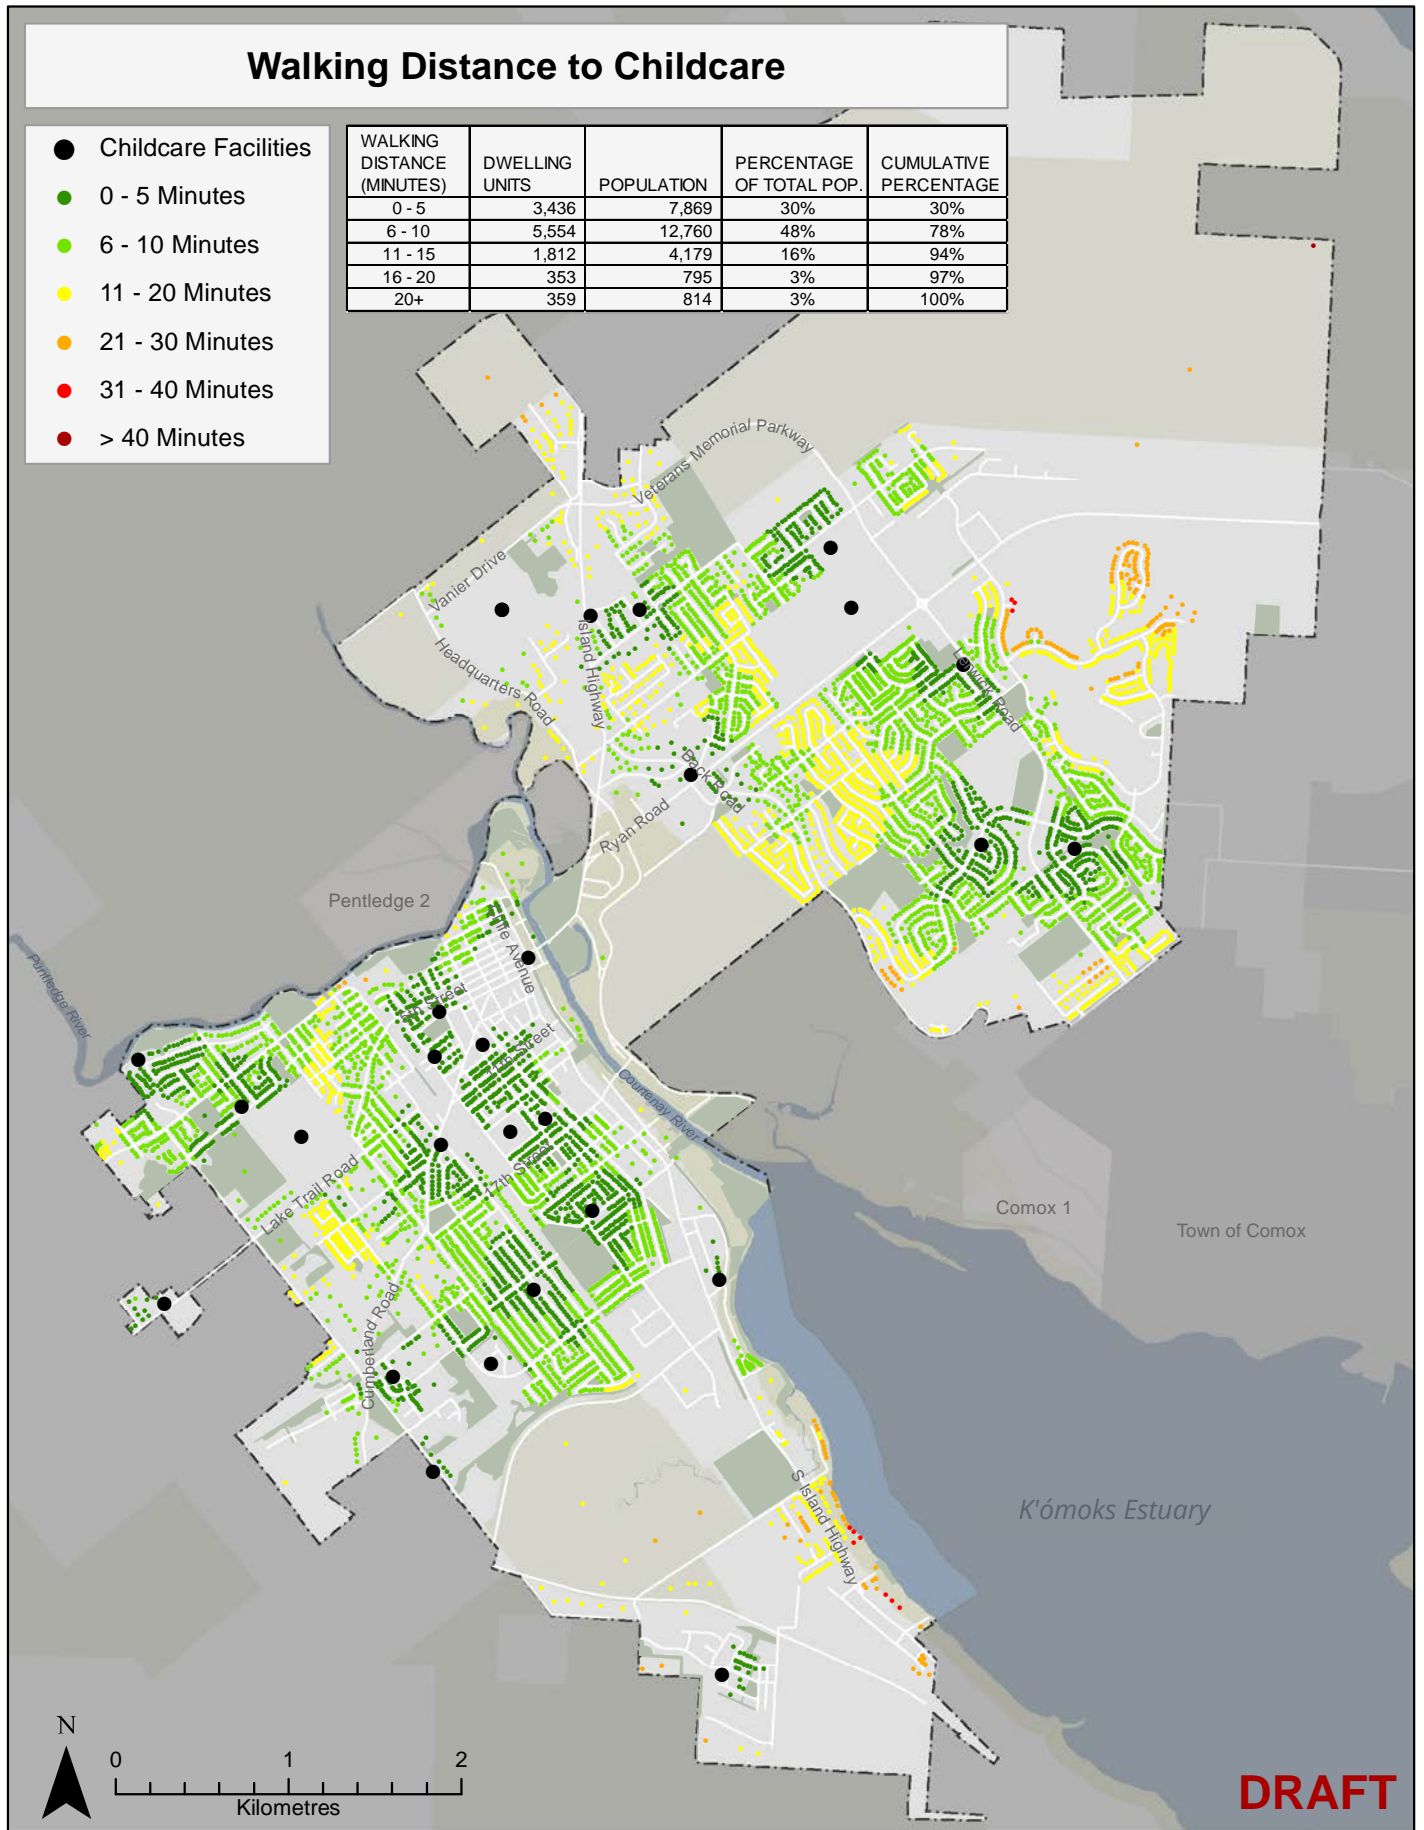 Walking Distance to Childcare
Childcare Facilities
0 - 5 Minutes
6 - 10 Minutes
11 - 20 Minutes
21 - 30 Minutes
31 - 40 Minutes
> 40 Minutes
WALKING DISTANCE (MINUTES) DWELLING UNITS POPULATION PERCENTAGE OF TOTAL POP. CUMULATIVE PERCENTAGE
0 - 5 3,436 7,869 30% 30%
6 - 10 5,554 12,760 48% 78%
11 - 15 1,812 4,179 16% 94%
16 - 20 353 795 3% 97%
20+ 359 814 3% 100%
Veterans Memorial Parkway
Vanier Drive
Island Highway
Headquarters Road
Lerwick Road
Back Road
Ryan Road
Pentledge 2
Cliffe Avenue
Puntledge River
Street
Street
Courtenay River
17th Street
Lake Trail Road
Comox 1
Town of Comox
Cumberland Road
S Island Highway
K'ómoks Estuary
N
0 1 2
Kilometres
DRAFT